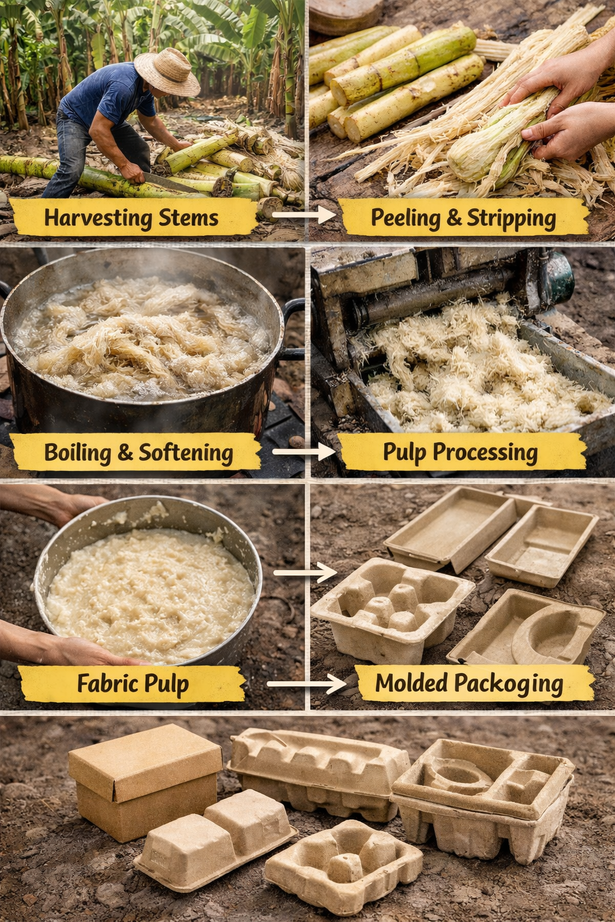 Harvesting Stems
Peeling & Stripping
Boiling & Softening
Pulp Processing
Fabric Pulp
Molded Packoging